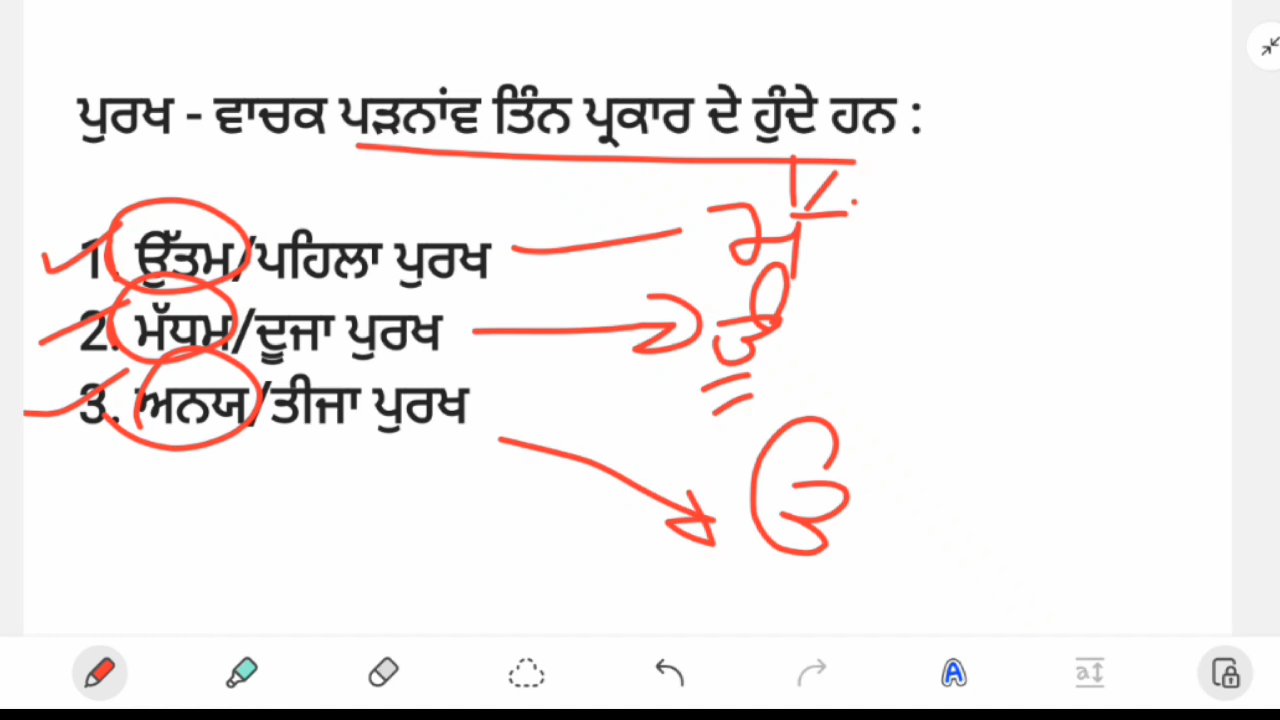 ਪੁਰਖ - ਵਾਚਕ ਪੜਨਾਂਵ ਤਿੰਨ ਪ੍ਰਕਾਰ ਦੇ ਹੁੰਦੇ ਹਨ :
1. ਉੱਤਮ/ਪਹਿਲਾ ਪੁਰਖ
2. ਮੱਧਮ/ਦੂਜਾ ਪੁਰਖ
3. ਅਨਯ/ਤੀਜਾ ਪੁਰਖ